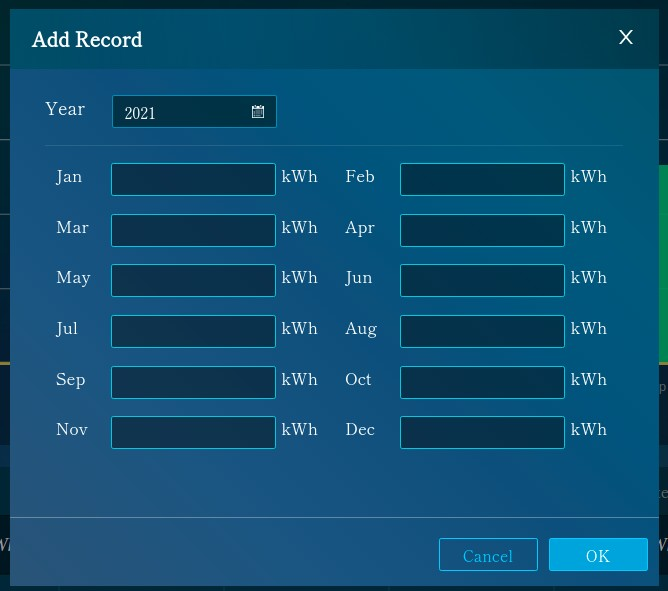 Add Record X
Year 2021
Jan kWh Feb kWh
Mar kWh Apr kWh
May kWh Jun kWh
Jul kWh Aug kWh
Sep kWh Oct kWh
Nov kWh Dec kWh
Cancel OK